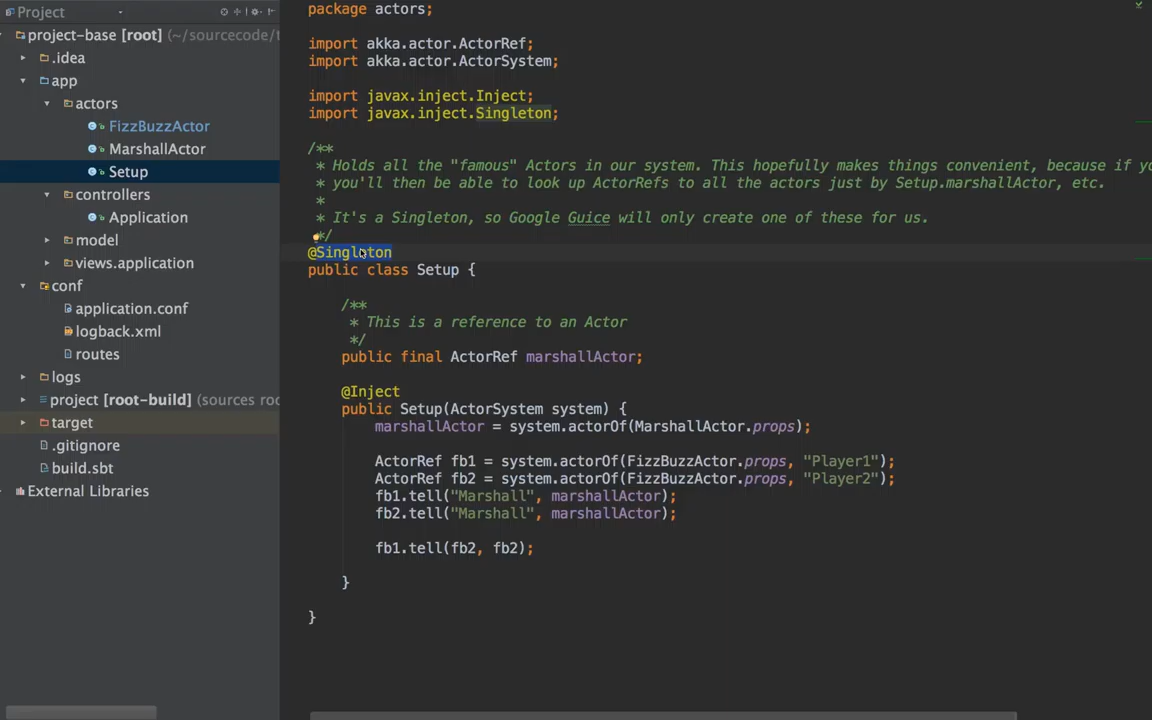 Project
project-base [root] (~/sourcecode/t
.idea
app
actors
FizzBuzzActor
MarshallActor
Setup
controllers
Application
model
views.application
conf
application.conf
logback.xml
routes
logs
project [root-build] (sources roo
target
.gitignore
build.sbt
External Libraries
package actors;
import akka.actor.ActorRef;
import akka.actor.ActorSystem;
import javax.inject.Inject;
import javax.inject.Singleton;
/**
* Holds all the "famous" Actors in our system. This hopefully makes things convenient, because if yo
* you'll then be able to look up ActorRefs to all the actors just by Setup.marshallActor, etc.
*
* It's a Singleton, so Google Guice will only create one of these for us.
*/
@Singleton
public class Setup {
/**
* This is a reference to an Actor
*/
public final ActorRef marshallActor;
@Inject
public Setup(ActorSystem system) {
marshallActor = system.actorOf(MarshallActor.props);
ActorRef fb1 = system.actorOf(FizzBuzzActor.props, "Player1");
ActorRef fb2 = system.actorOf(FizzBuzzActor.props, "Player2");
fb1.tell("Marshall", marshallActor);
fb2.tell("Marshall", marshallActor);
fb1.tell(fb2, fb2);
}
}